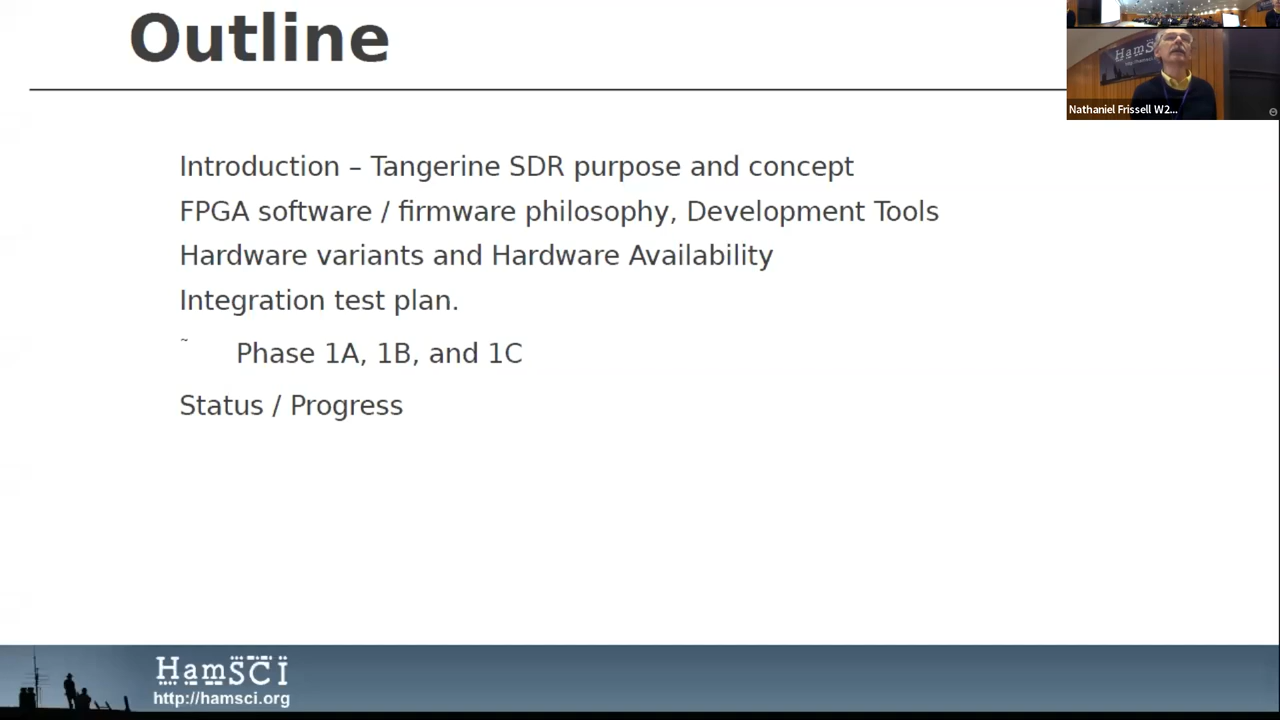 Outline
Introduction – Tangerine SDR purpose and concept
FPGA software / firmware philosophy, Development Tools
Hardware variants and Hardware Availability
Integration test plan.
~ Phase 1A, 1B, and 1C
Status / Progress
HamS
Nathaniel Frissell W2...
HamSCI
http://hamsci.org